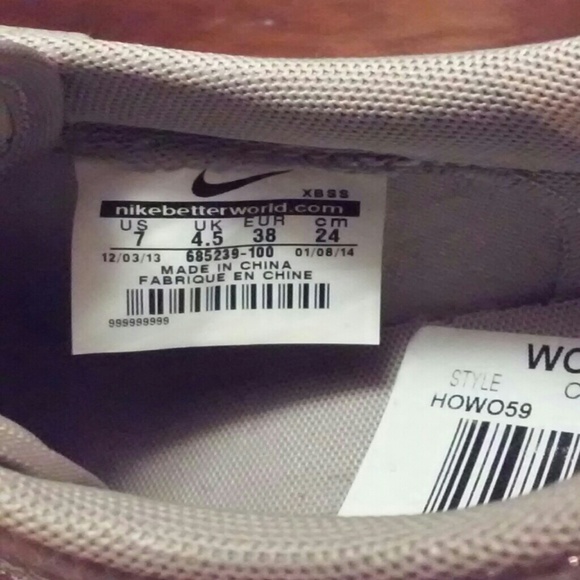 XBSS
nikebetterworld.com
US UK EUR cm
7 4.5 38 24
12/03/13 685239-100 01/08/14
MADE IN CHINA
FABRIQUE EN CHINE
999999999
WO
STYLE C
HOWO59